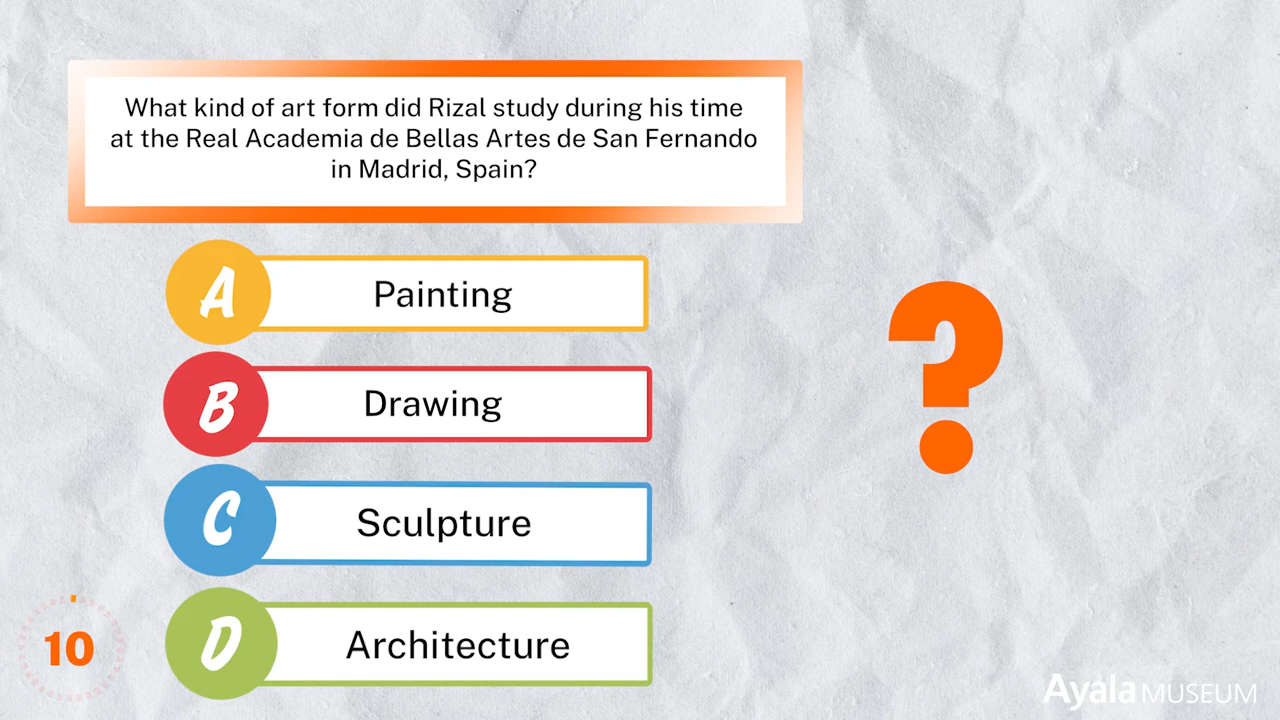 What kind of art form did Rizal study during his time
at the Real Academia de Bellas Artes de San Fernando
in Madrid, Spain?
A Painting
B Drawing
C Sculpture
D Architecture
?
10
Ayala MUSEUM